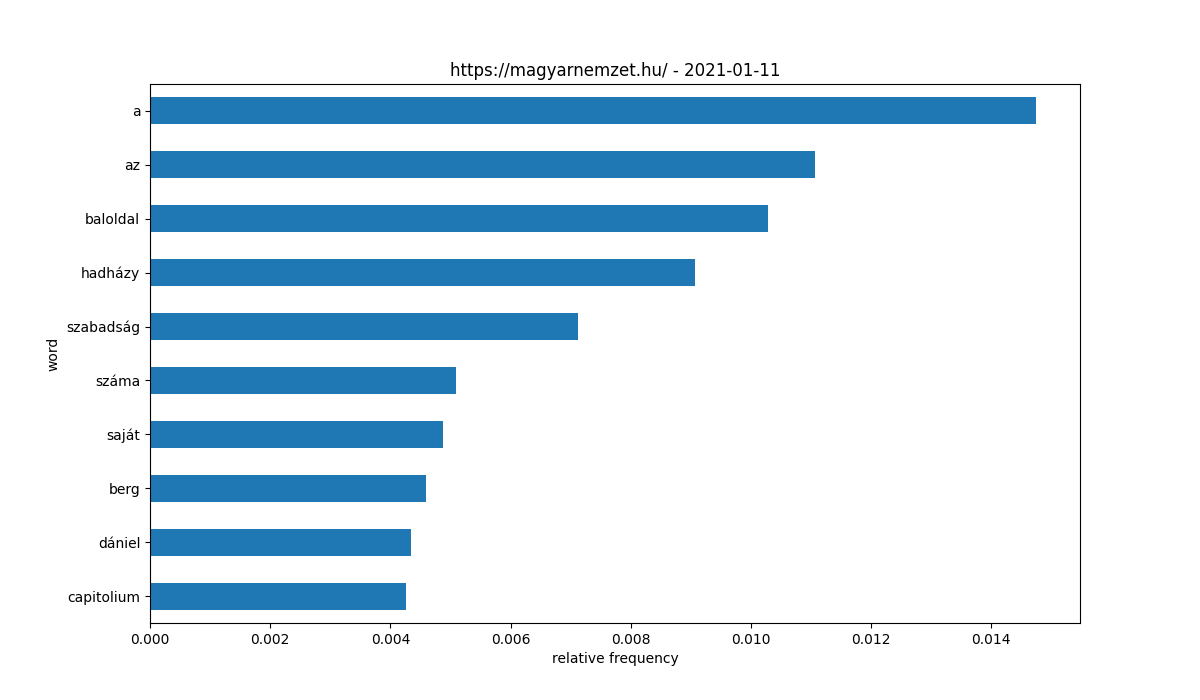 https://magyarnemzet.hu/ - 2021-01-11
a
az
baloldal
hadházy
szabadság
száma
saját
berg
dániel
capitolium
word
0.000 0.002 0.004 0.006 0.008 0.010 0.012 0.014
relative frequency